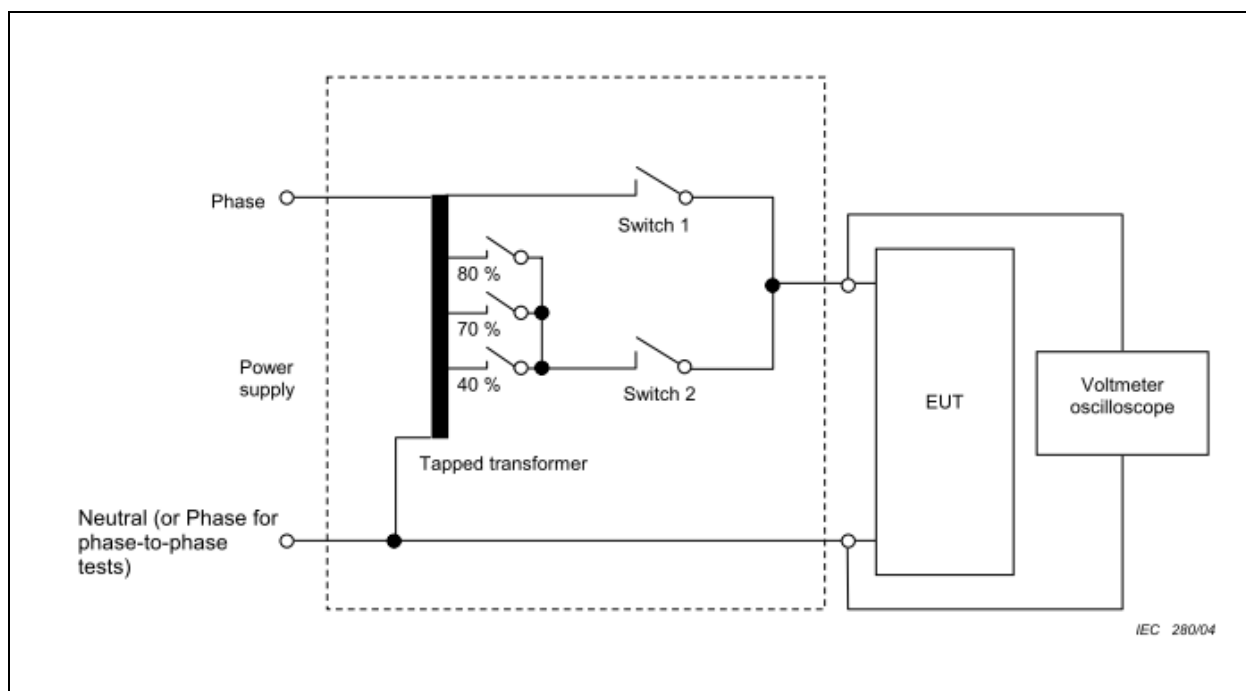 Phase
Switch 1
80 %
70 %
40 %
Power
supply
Switch 2
EUT
Voltmeter
oscilloscope
Tapped transformer
Neutral (or Phase for
phase-to-phase
tests)
IEC 280/04